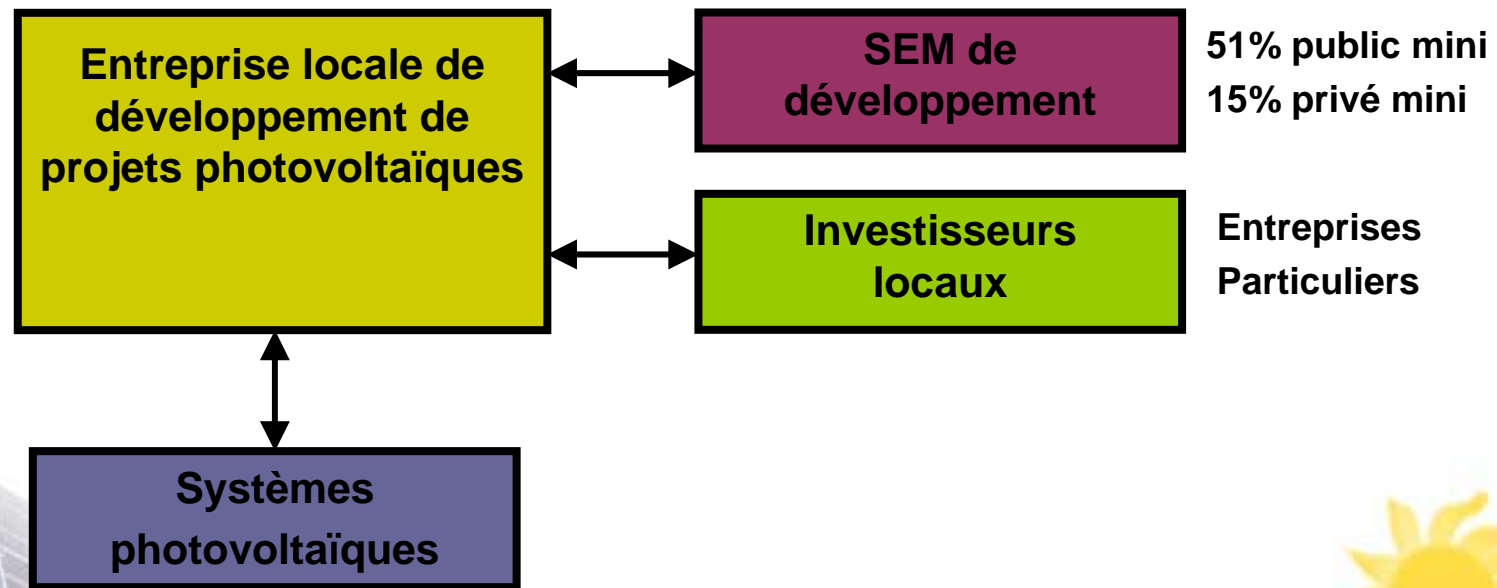 Entreprise locale de
développement de
projets photovoltaïques
SEM de
développement
51% public mini
15% privé mini
Investisseurs
locaux
Entreprises
Particuliers
Systèmes
photovoltaïques